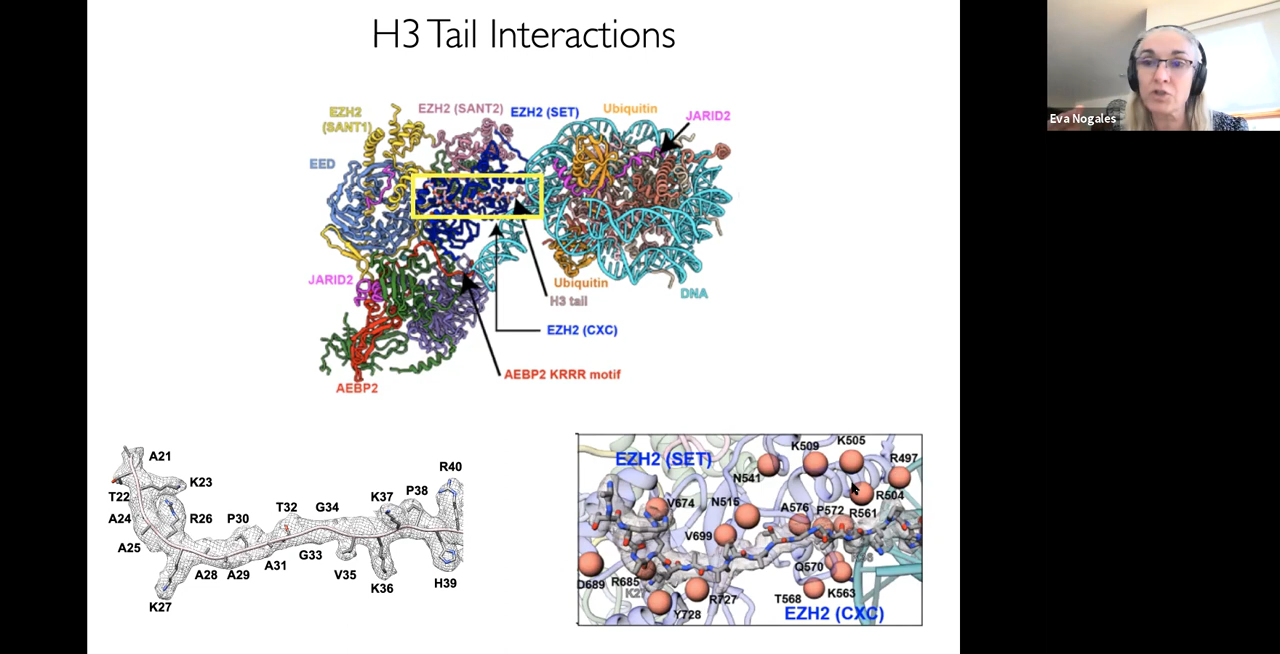 H3 Tail Interactions
Eva Nogales
EZH2
(SANT1)
EZH2 (SANT2)
EZH2 (SET)
Ubiquitin
JARID2
EED
JARID2
Ubiquitin
H3 tail
DNA
EZH2 (CXC)
AEBP2 KRRR motif
AEBP2
A21
T22
K23
A24
R26
A25
P30
T32
G34
K37
P38
R40
A28
A29
A31
G33
V35
K36
H39
K27
EZH2 (SET)
K509
K505
R497
N541
R504
V674
N515
A576
P572
R561
V699
Q570
D689
R685
K27
R727
T568
K563
Y728
EZH2 (CXC)